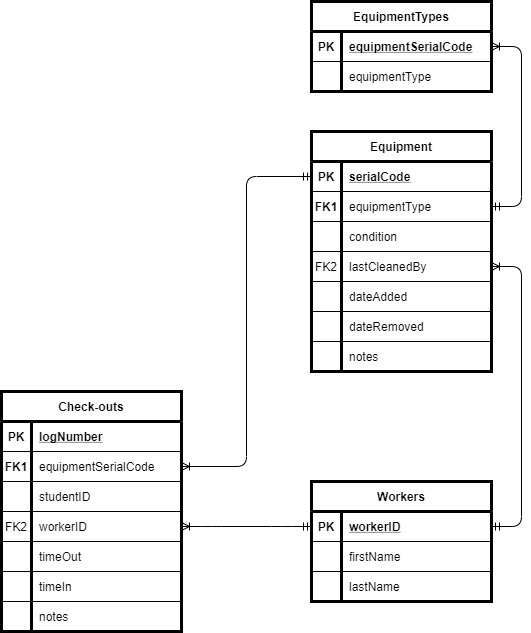 EquipmentTypes
PK equipmentSerialCode
equipmentType
Equipment
PK serialCode
FK1 equipmentType
condition
FK2 lastCleanedBy
dateAdded
dateRemoved
notes
Check-outs
PK logNumber
FK1 equipmentSerialCode
studentID
FK2 workerID
timeOut
timeIn
notes
Workers
PK workerID
firstName
lastName